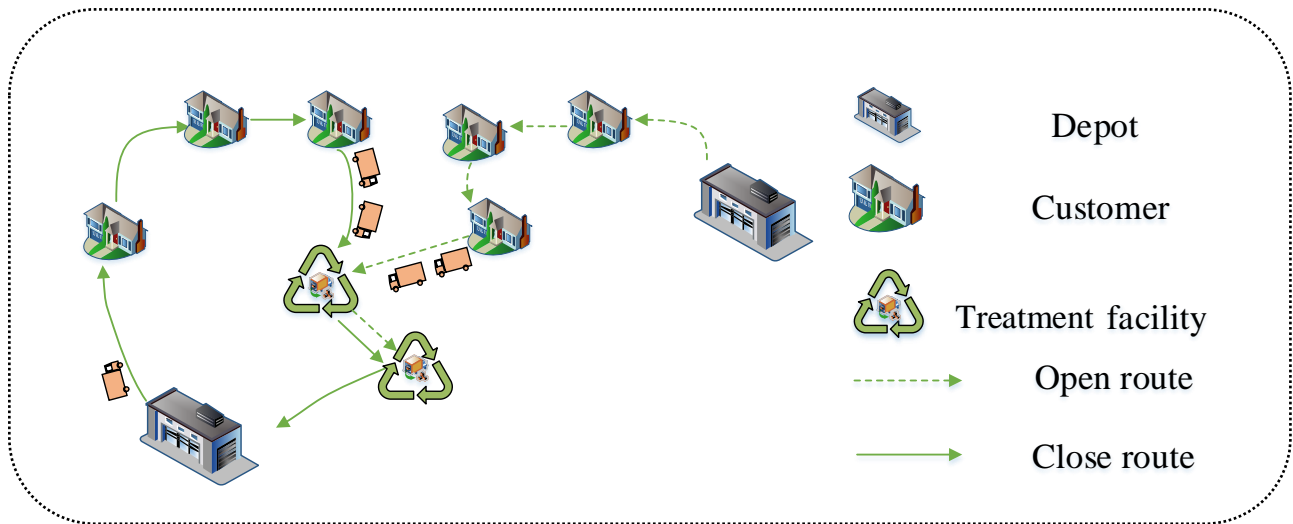 Depot
Customer
Treatment facility
Open route
Close route